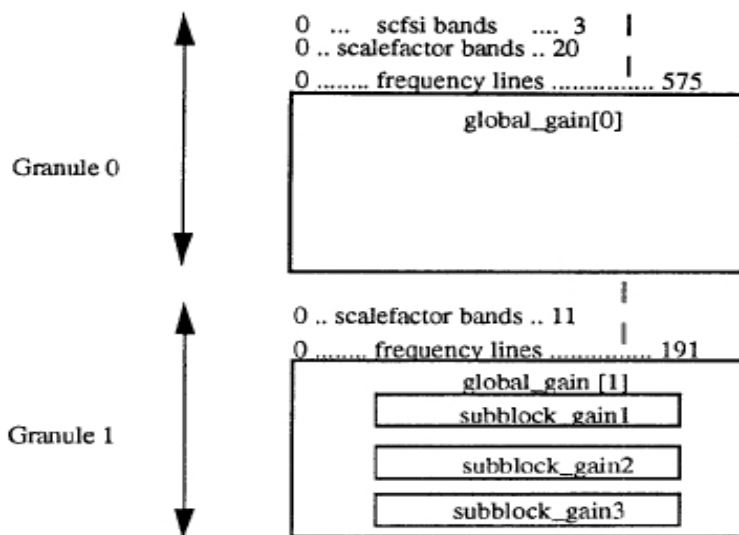 0 ... scfsi bands .... 3
0 .. scalefactor bands .. 20
0 ........ frequency lines ............... 575
global_gain[0]
Granule 0
0 .. scalefactor bands .. 11
0 ........ frequency lines ............... 191
global_gain [1]
subblock_gain1
Granule 1
subblock_gain2
subblock_gain3